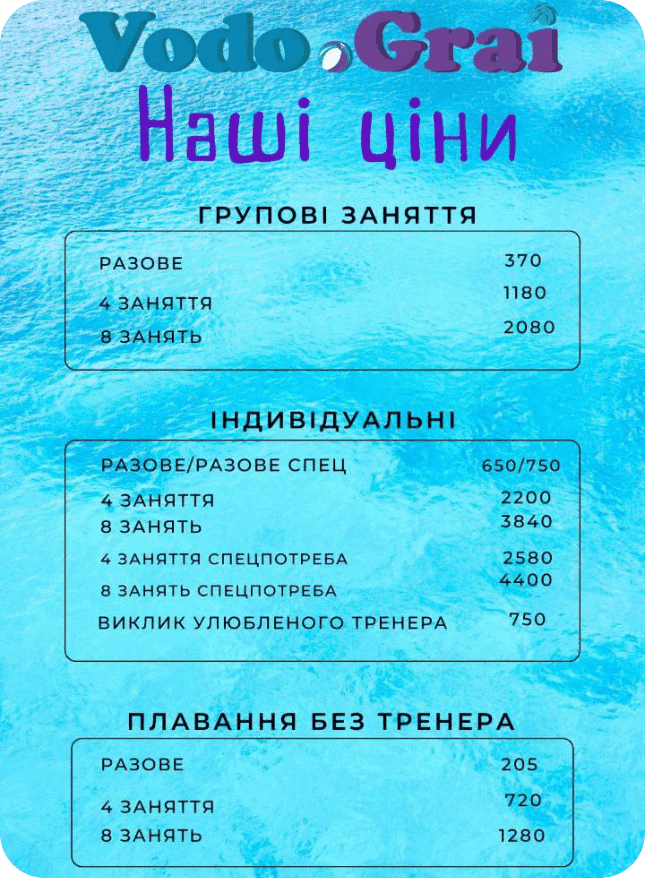 Vodo Grai
Наші ціни
ГРУПОВІ ЗАНЯТТЯ
РАЗОВЕ 370
4 ЗАНЯТТЯ 1180
8 ЗАНЯТЬ 2080
ІНДИВІДУАЛЬНІ
РАЗОВЕ/РАЗОВЕ СПЕЦ 650/750
4 ЗАНЯТТЯ 2200
8 ЗАНЯТЬ 3840
4 ЗАНЯТТЯ СПЕЦПОТРЕБА 2580
8 ЗАНЯТЬ СПЕЦПОТРЕБА 4400
ВИКЛИК УЛЮБЛЕНОГО ТРЕНЕРА 750
ПЛАВАННЯ БЕЗ ТРЕНЕРА
РАЗОВЕ 205
4 ЗАНЯТТЯ 720
8 ЗАНЯТЬ 1280